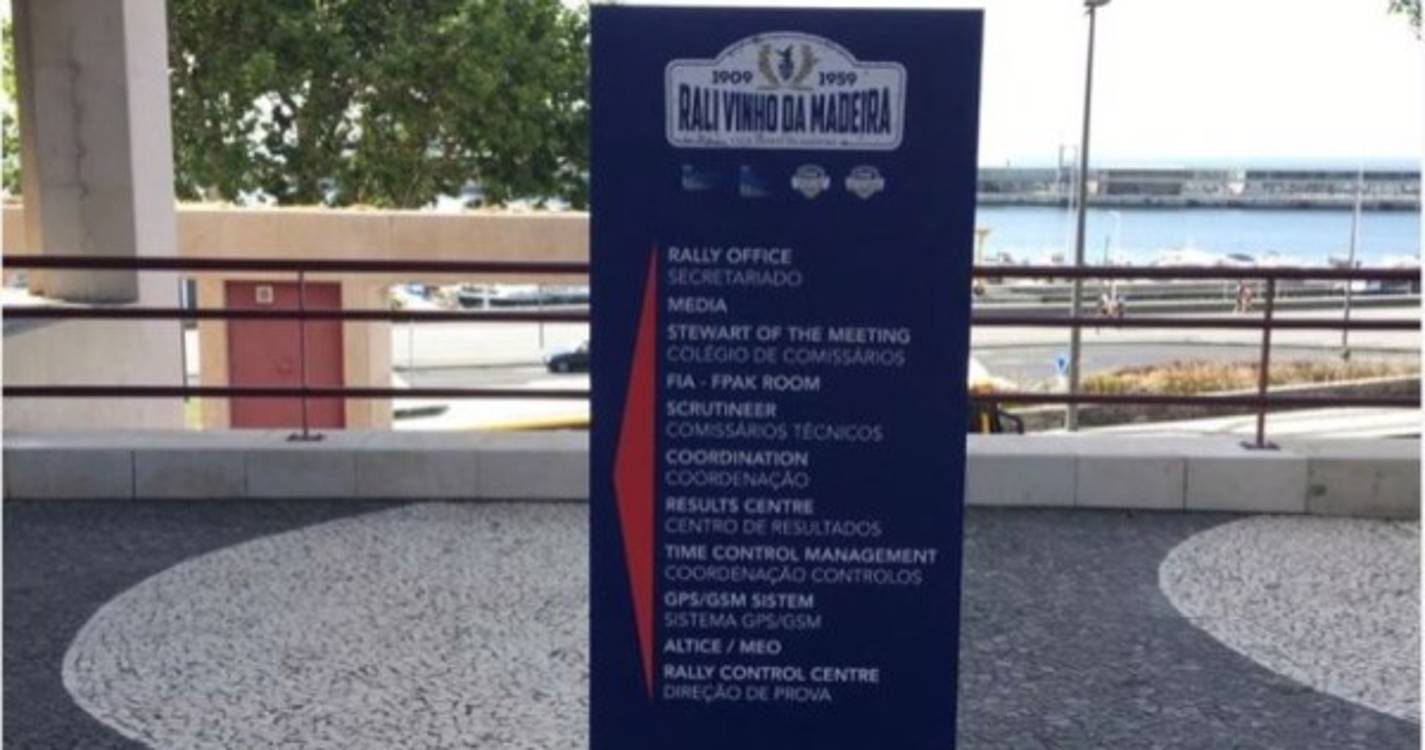 1909 1959
RALI VINHO DA MADEIRA
RALLY OFFICE
SECRETARIADO
MEDIA
STEWART OF THE MEETING
COLÉGIO DE COMISSÁRIOS
FIA - FPAK ROOM
SCRUTINEER
COMISSÁRIOS TÉCNICOS
COORDINATION
COORDENAÇÃO
RESULTS CENTRE
CENTRO DE RESULTADOS
TIME CONTROL MANAGEMENT
COORDENAÇÃO CONTROLOS
GPS/GSM SISTEM
SISTEMA GPS/GSM
ALTICE / MEO
RALLY CONTROL CENTRE
DIREÇÃO DE PROVA